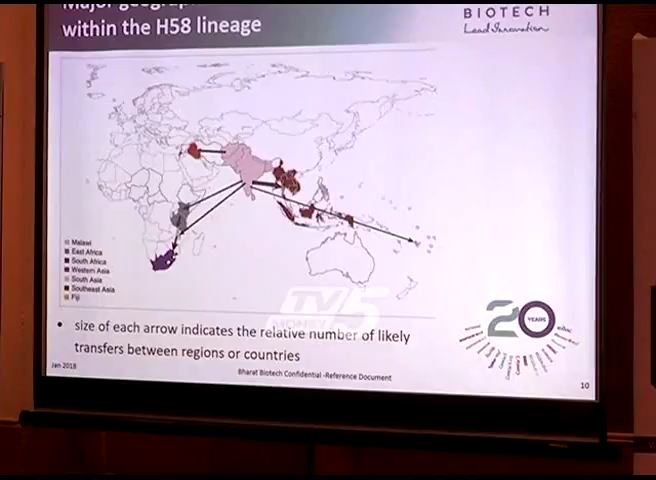 within the H58 lineage
BIOTECH
Lead Innovation
Malawi
East Africa
South Africa
Western Asia
South Asia
Southeast Asia
Fiji
TV5
MONEY
• size of each arrow indicates the relative number of likely
transfers between regions or countries
20
YEARS
Jan 2018
Bharat Biotech Confidential -Reference Document
10